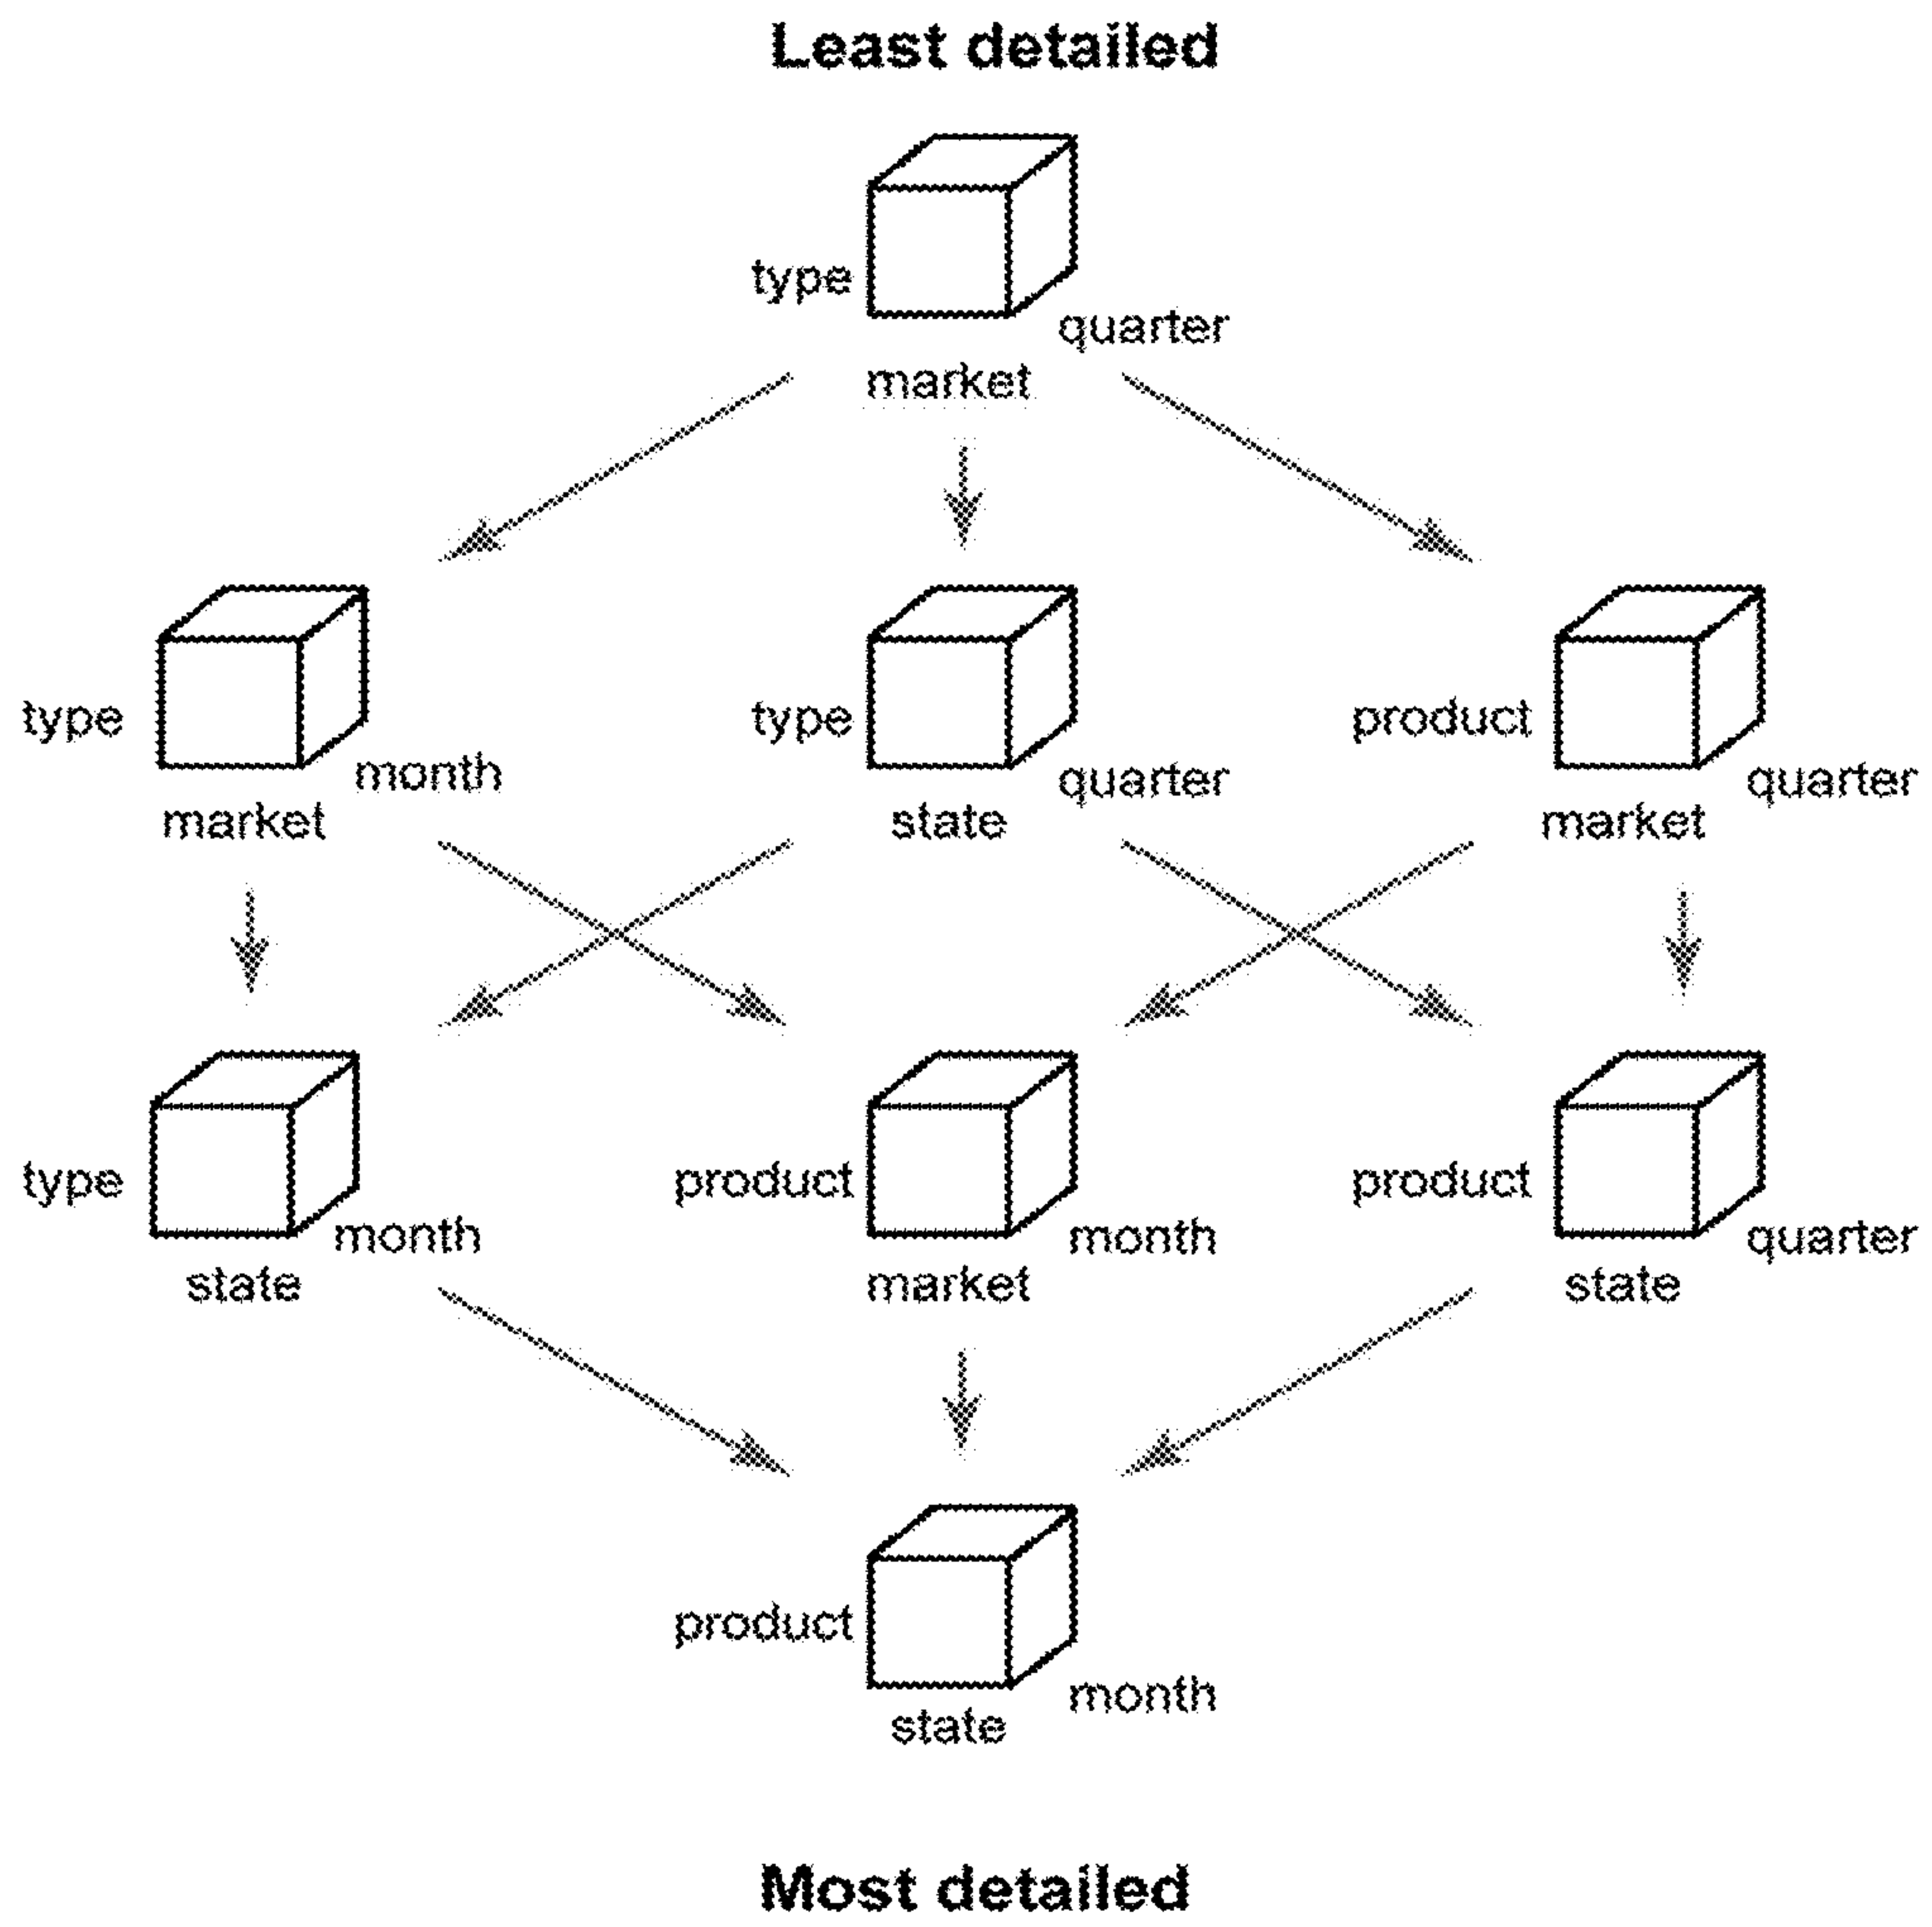 Least detailed
type
quarter
market
type
month
market
type
quarter
state
product
quarter
market
type
month
state
product
month
market
product
quarter
state
product
month
state
Most detailed